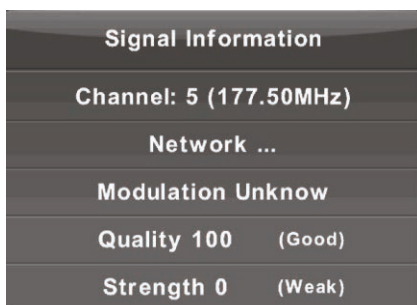 Signal Information
Channel: 5 (177.50MHz)
Network ...
Modulation Unknow
Quality 100 (Good)
Strength 0 (Weak)